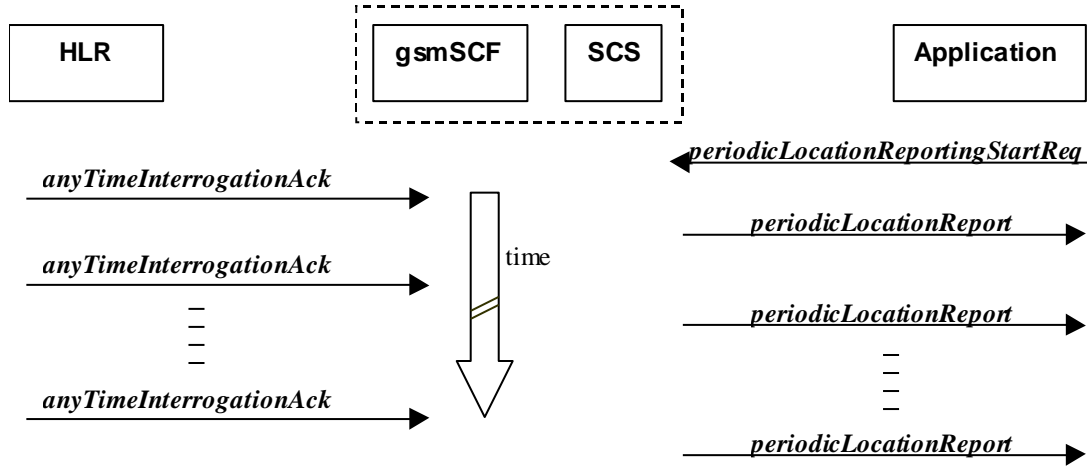 HLR
gsmSCF
SCS
Application
periodicLocationReportingStartReq
anyTimeInterrogationAck
periodicLocationReport
anyTimeInterrogationAck
time
periodicLocationReport
anyTimeInterrogationAck
periodicLocationReport